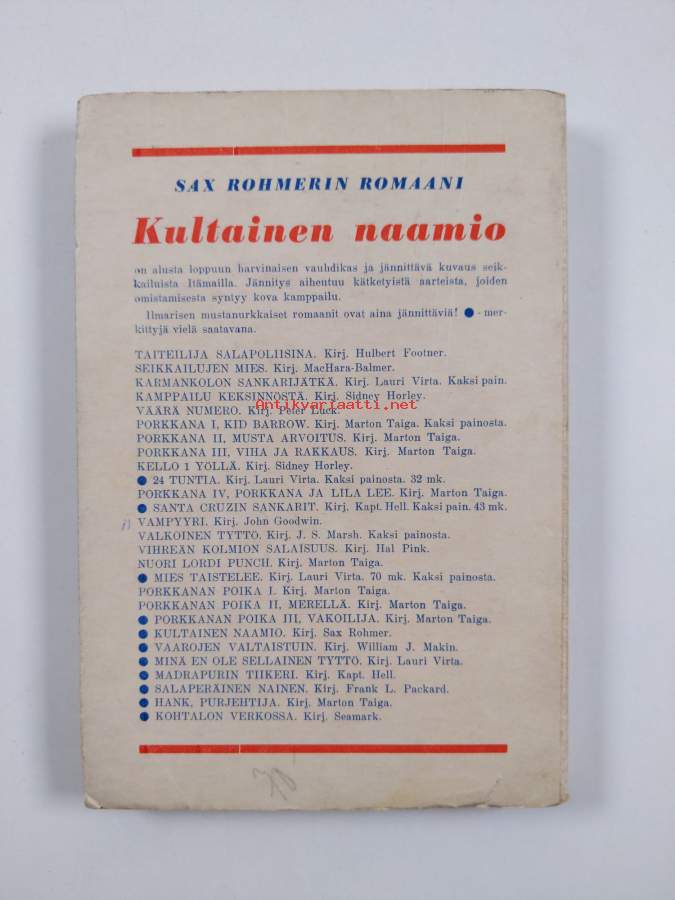 SAX ROHMERIN ROMAANI
Kultainen naamio
on alusta loppuun harvinaisen vauhdikas ja jännittävä kuvaus seik-
kailuista Itämailla. Jännitys aiheutuu kätketyistä aarteista, joiden
omistamisesta syntyy kova kamppailu.
Ilmarisen mustanurkkaiset romaanit ovat aina jännittäviä! ● -mer-
kittyjä vielä saatavana.
TAITEILIJA SALAPOLIISINA. Kirj. Hulbert Footner.
SEIKKAILUJEN MIES. Kirj. MacHara-Balmer.
KARMANKOLON SANKARIJÄTKÄ. Kirj. Lauri Virta. Kaksi pain.
KAMPPAILU KEKSINNÖSTÄ. Kirj. Sidney Horley.
Antikvariaatti.net
VÄÄRÄ NUMERO. Kirj. Peter Luck.
PORKKANA I, KID BARROW. Kirj. Marton Taiga. Kaksi painosta.
PORKKANA II, MUSTA ARVOITUS. Kirj. Marton Taiga.
PORKKANA III, VIHA JA RAKKAUS. Kirj. Marton Taiga.
KELLO 1 YÖLLÄ. Kirj. Sidney Horley.
● 24 TUNTIA. Kirj. Lauri Virta. Kaksi painosta. 32 mk.
PORKKANA IV, PORKKANA JA LILA LEE. Kirj. Marton Taiga.
● SANTA CRUZIN SANKARIT. Kirj. Kapt. Hell. Kaksi pain. 43 mk.
VAMPYYRI. Kirj. John Goodwin.
VALKOINEN TYTTÖ. Kirj. J. S. Marsh. Kaksi painosta.
VIHREÄN KOLMION SALAISUUS. Kirj. Hal Pink.
NUORI LORDI PUNCH. Kirj. Marton Taiga.
● MIES TAISTELEE. Kirj. Lauri Virta. 70 mk. Kaksi painosta.
PORKKANAN POIKA I. Kirj. Marton Taiga.
PORKKANAN POIKA II, MERELLÄ. Kirj. Marton Taiga.
● PORKKANAN POIKA III, VAKOILIJA. Kirj. Marton Taiga.
● KULTAINEN NAAMIO. Kirj. Sax Rohmer.
● VAAROJEN VALTAISTUIN. Kirj. William J. Makin.
● MINÄ EN OLE SELLAINEN TYTTÖ. Kirj. Lauri Virta.
● MADRAPURIN TIIKERI. Kirj. Kapt. Hell.
● SALAPERÄINEN NAINEN. Kirj. Frank L. Packard.
● HANK, PURJEHTIJA. Kirj. Marton Taiga.
● KOHTALON VERKOSSA. Kirj. Seamark.